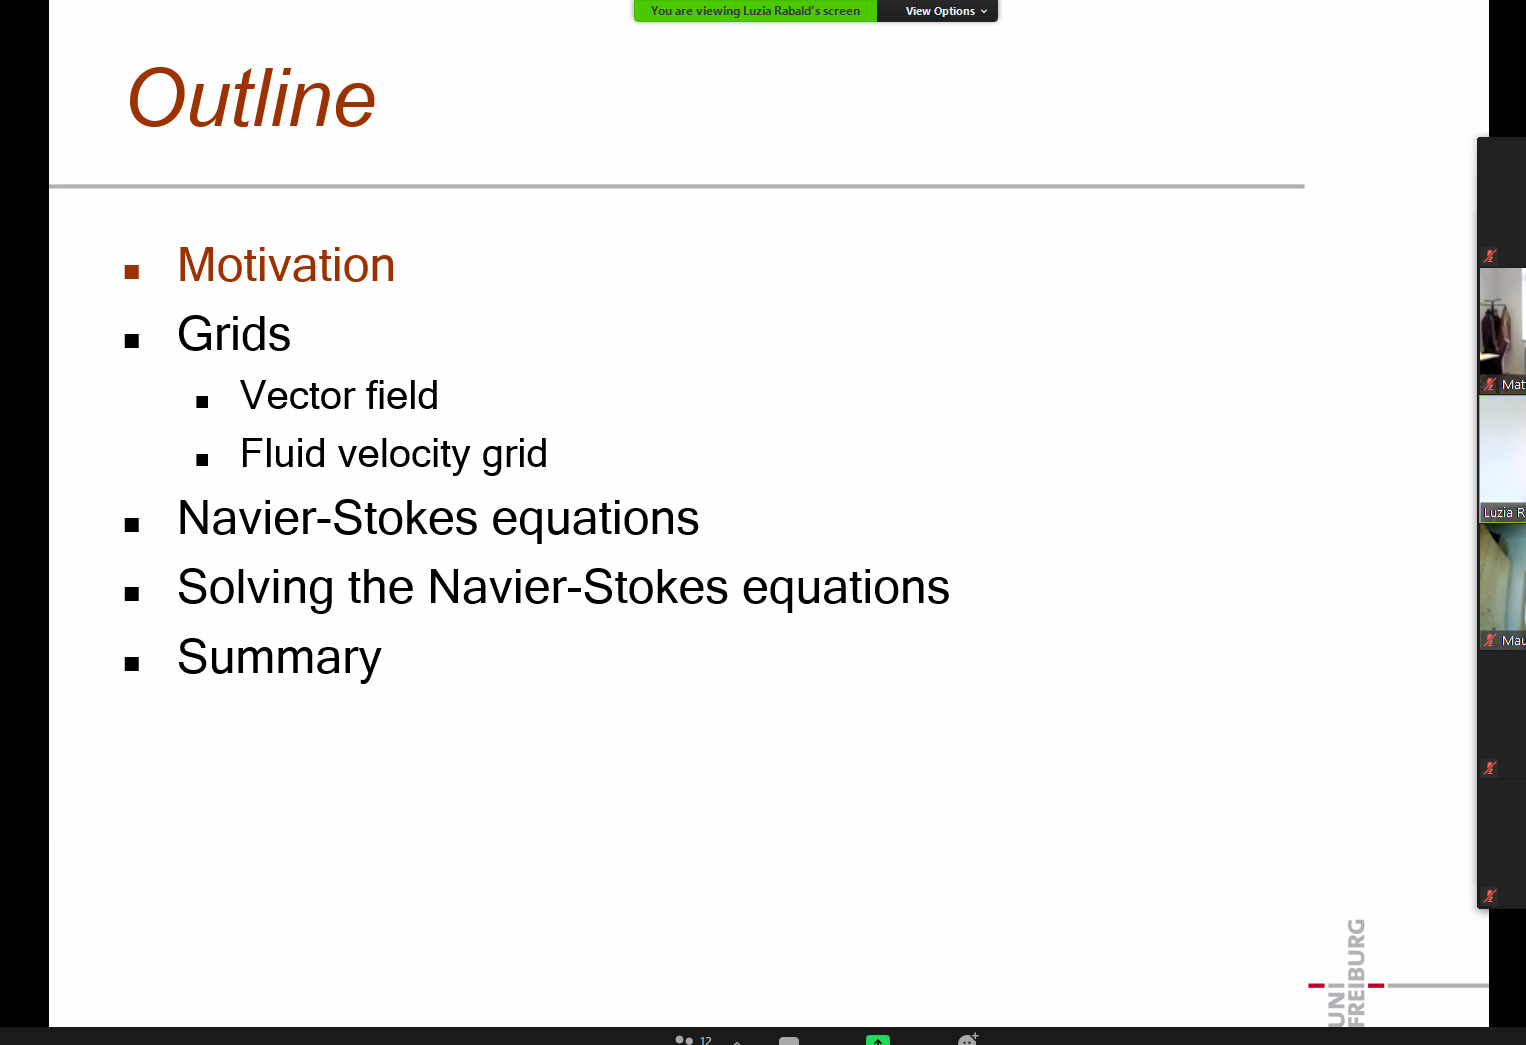 You are viewing Luzia Rabald's screen
View Options
Outline
Motivation
Grids
Vector field
Fluid velocity grid
Navier-Stokes equations
Solving the Navier-Stokes equations
Summary
Mat
Luzia R
Mau
UNI
FREIBURG
12